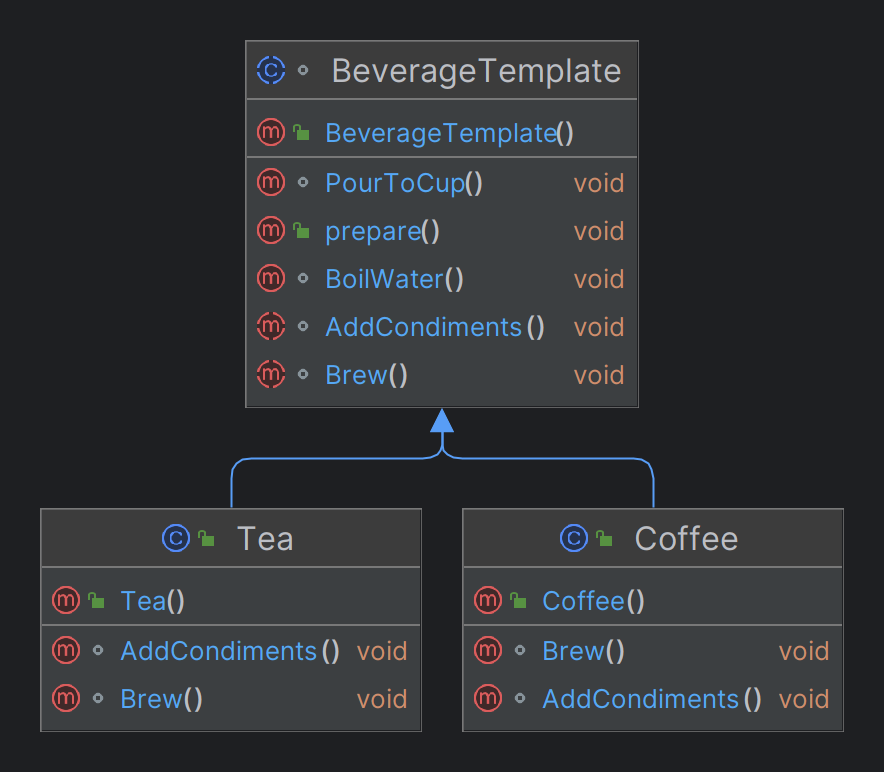 BeverageTemplate
BeverageTemplate()
PourToCup() void
prepare() void
BoilWater() void
AddCondiments() void
Brew() void
Tea
Tea()
AddCondiments() void
Brew() void
Coffee
Coffee()
Brew() void
AddCondiments() void